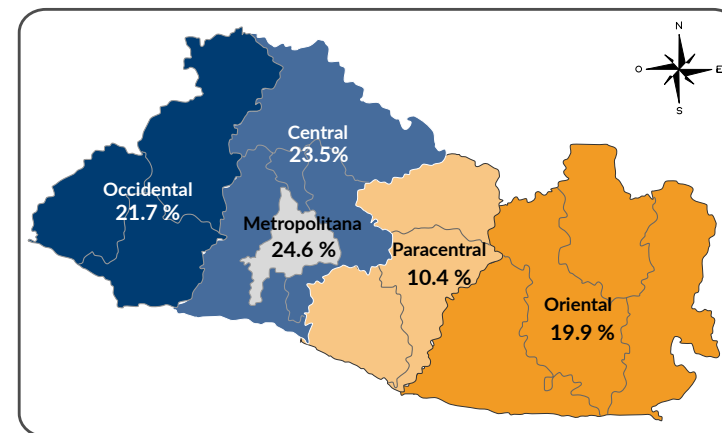 N
O
E
S
Central
23.5%
Occidental
21.7 %
Metropolitana
24.6 %
Paracentral
10.4 %
Oriental
19.9 %